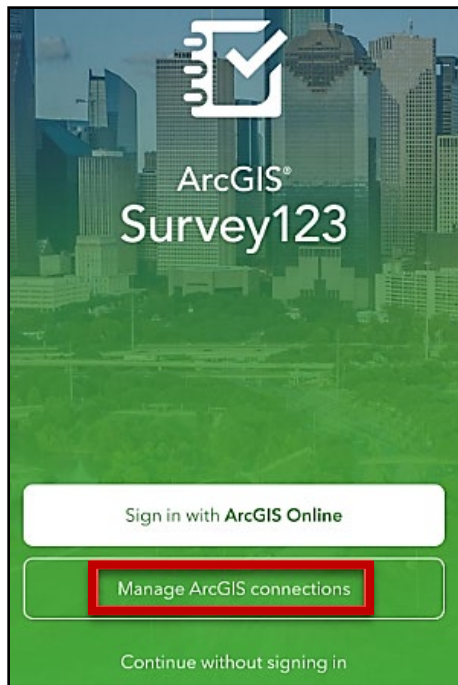 ArcGIS®
Survey123
Sign in with ArcGIS Online
Manage ArcGIS connections
Continue without signing in